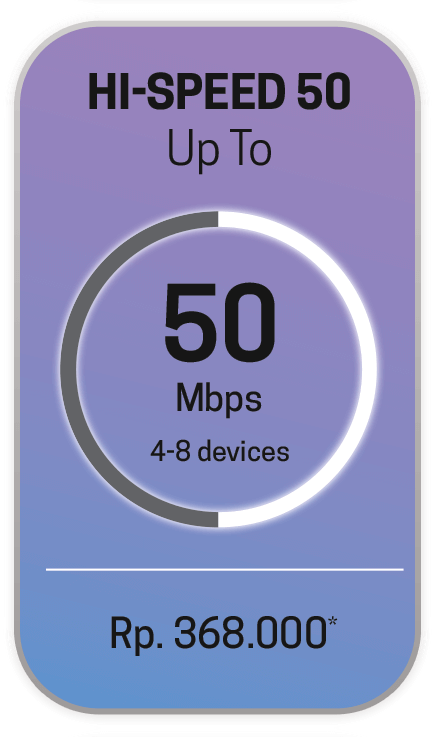 HI-SPEED 50
Up To
50
Mbps
4-8 devices
Rp. 368.000*